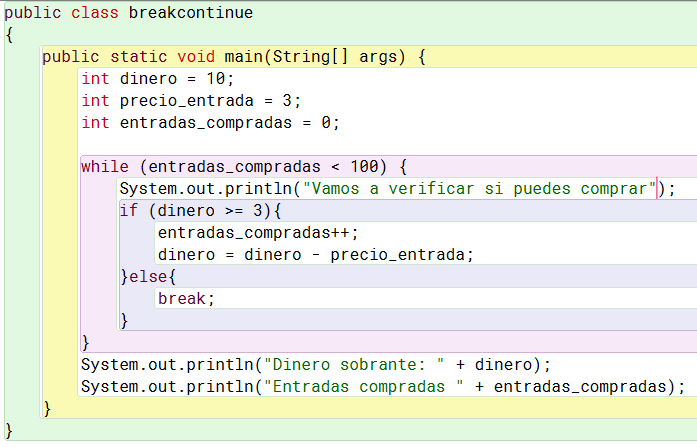 public class breakcontinue
{
public static void main(String[] args) {
int dinero = 10;
int precio_entrada = 3;
int entradas_compradas = 0;
while (entradas_compradas < 100) {
System.out.println("Vamos a verificar si puedes comprar");
if (dinero >= 3){
entradas_compradas++;
dinero = dinero - precio_entrada;
}else{
break;
}
}
System.out.println("Dinero sobrante: " + dinero);
System.out.println("Entradas compradas " + entradas_compradas);
}
}